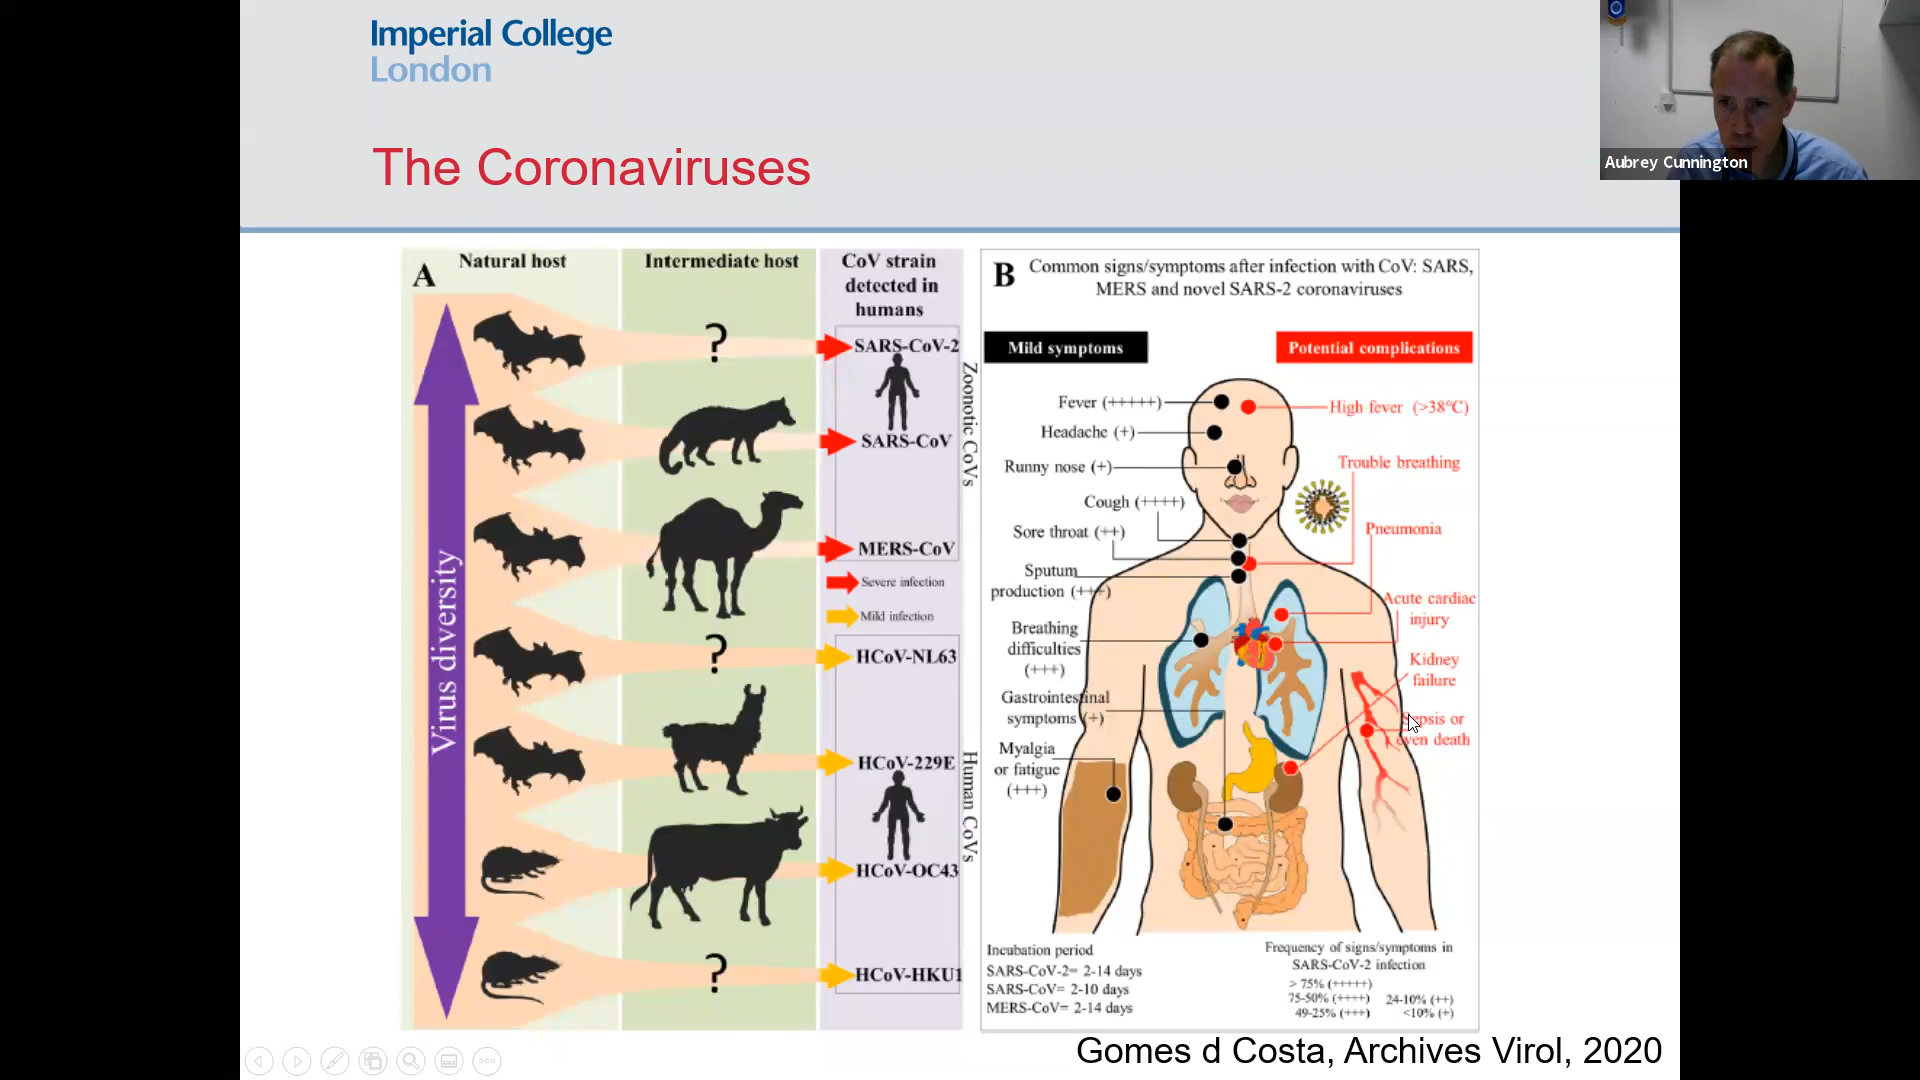 Imperial College
London
The Coronaviruses
Aubrey Cunnington
A
Natural host
Intermediate host
CoV strain
detected in
humans
Virus diversity
?
SARS-CoV-2
SARS-CoV
MERS-CoV
Zoonotic CoVs
Severe infection
Mild infection
?
HCoV-NL63
HCoV-229E
HCoV-OC43
Human CoVs
?
HCoV-HKU1
B
Common signs/symptoms after infection with CoV: SARS,
MERS and novel SARS-2 coronaviruses
Mild symptoms
Potential complications
Fever (+++++)
Headache (+)
Runny nose (+)
Cough (++++)
Sore throat (++)
Sputum
production (+++)
Breathing
difficulties
(+++)
Gastrointestinal
symptoms (+)
Myalgia
or fatigue
(+++)
High fever (>38°C)
Trouble breathing
Pneumonia
Acute cardiac
injury
Kidney
failure
Sepsis or
even death
Incubation period
SARS-CoV-2= 2-14 days
SARS-CoV= 2-10 days
MERS-CoV= 2-14 days
Frequency of signs/symptoms in
SARS-CoV-2 infection
> 75% (+++++)
75-50% (++++)
49-25% (+++)
24-10% (++)
<10% (+)
Gomes d Costa, Archives Virol, 2020